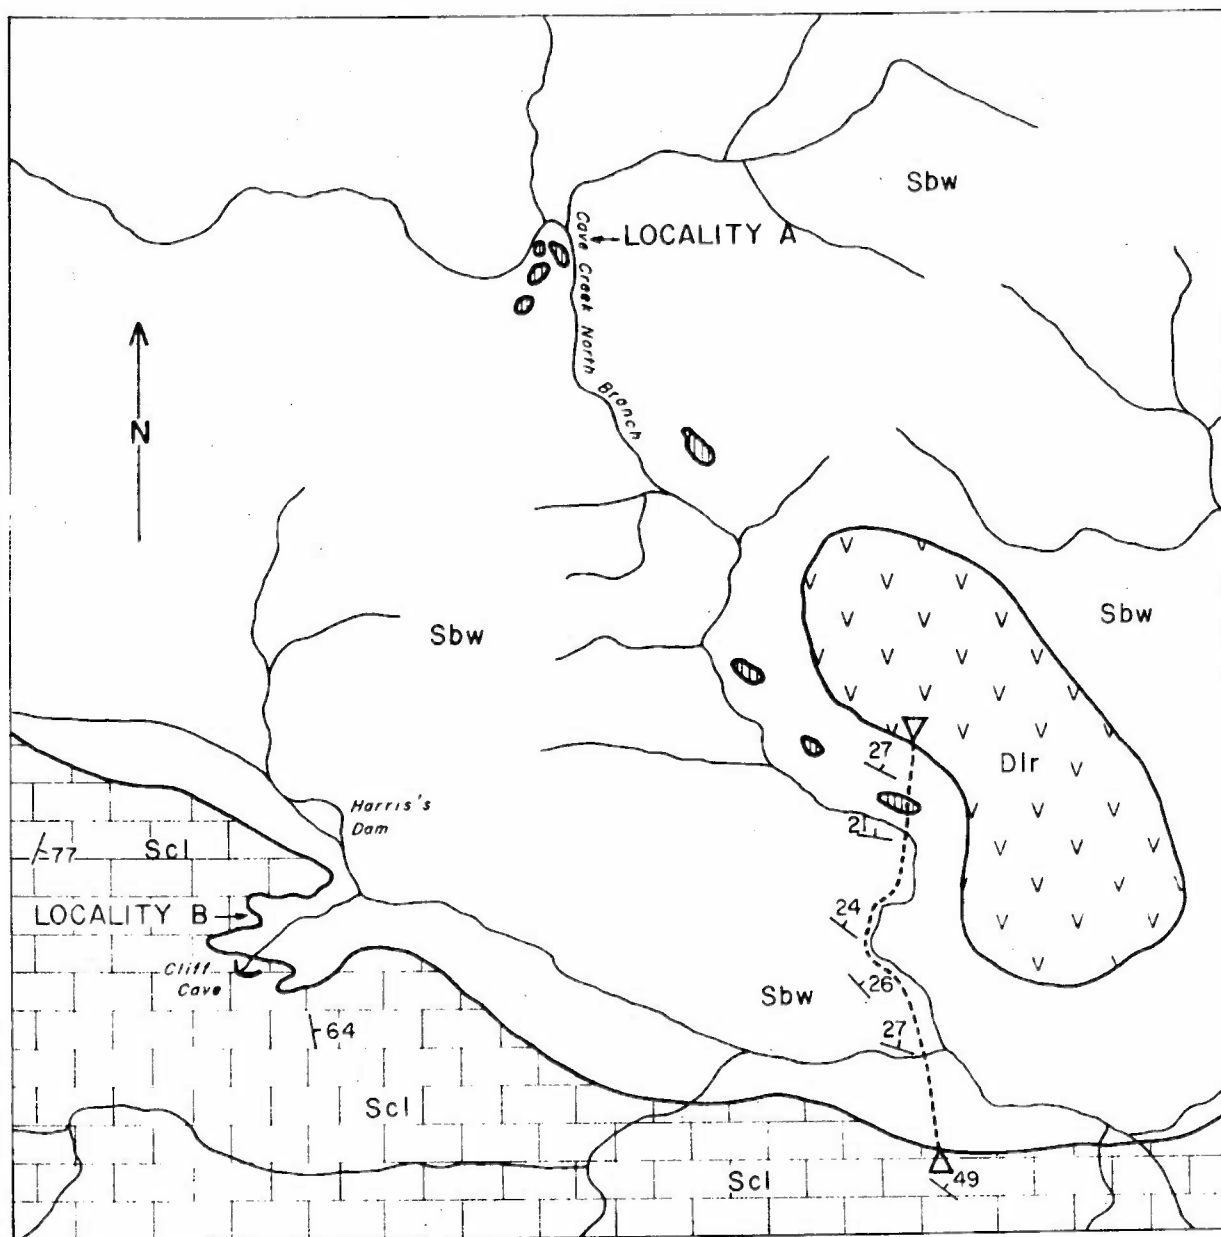 Sbw
LOCALITY A
Cave Creek North Branch
N
Sbw
Sbw
27
Dlr
21
Harris's
Dam
Scl
77
LOCALITY B
24
Cliff
Cave
26
Sbw
27
64
Scl
Scl
49